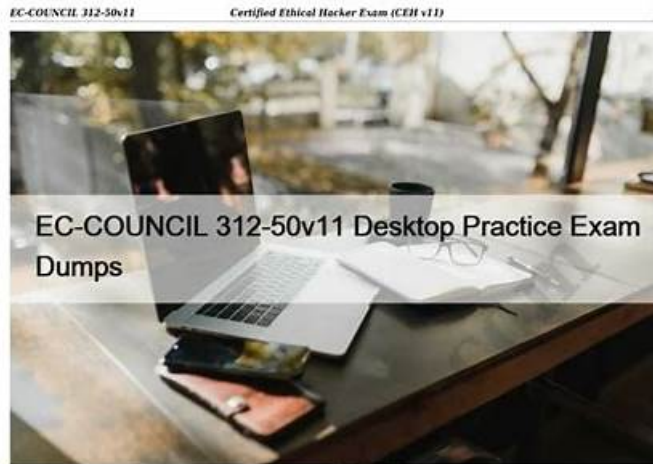 EC-COUNCIL 312-50v11 Certified Ethical Hacker Exam (CEH v11)
EC-COUNCIL 312-50v11 Desktop Practice Exam
Dumps